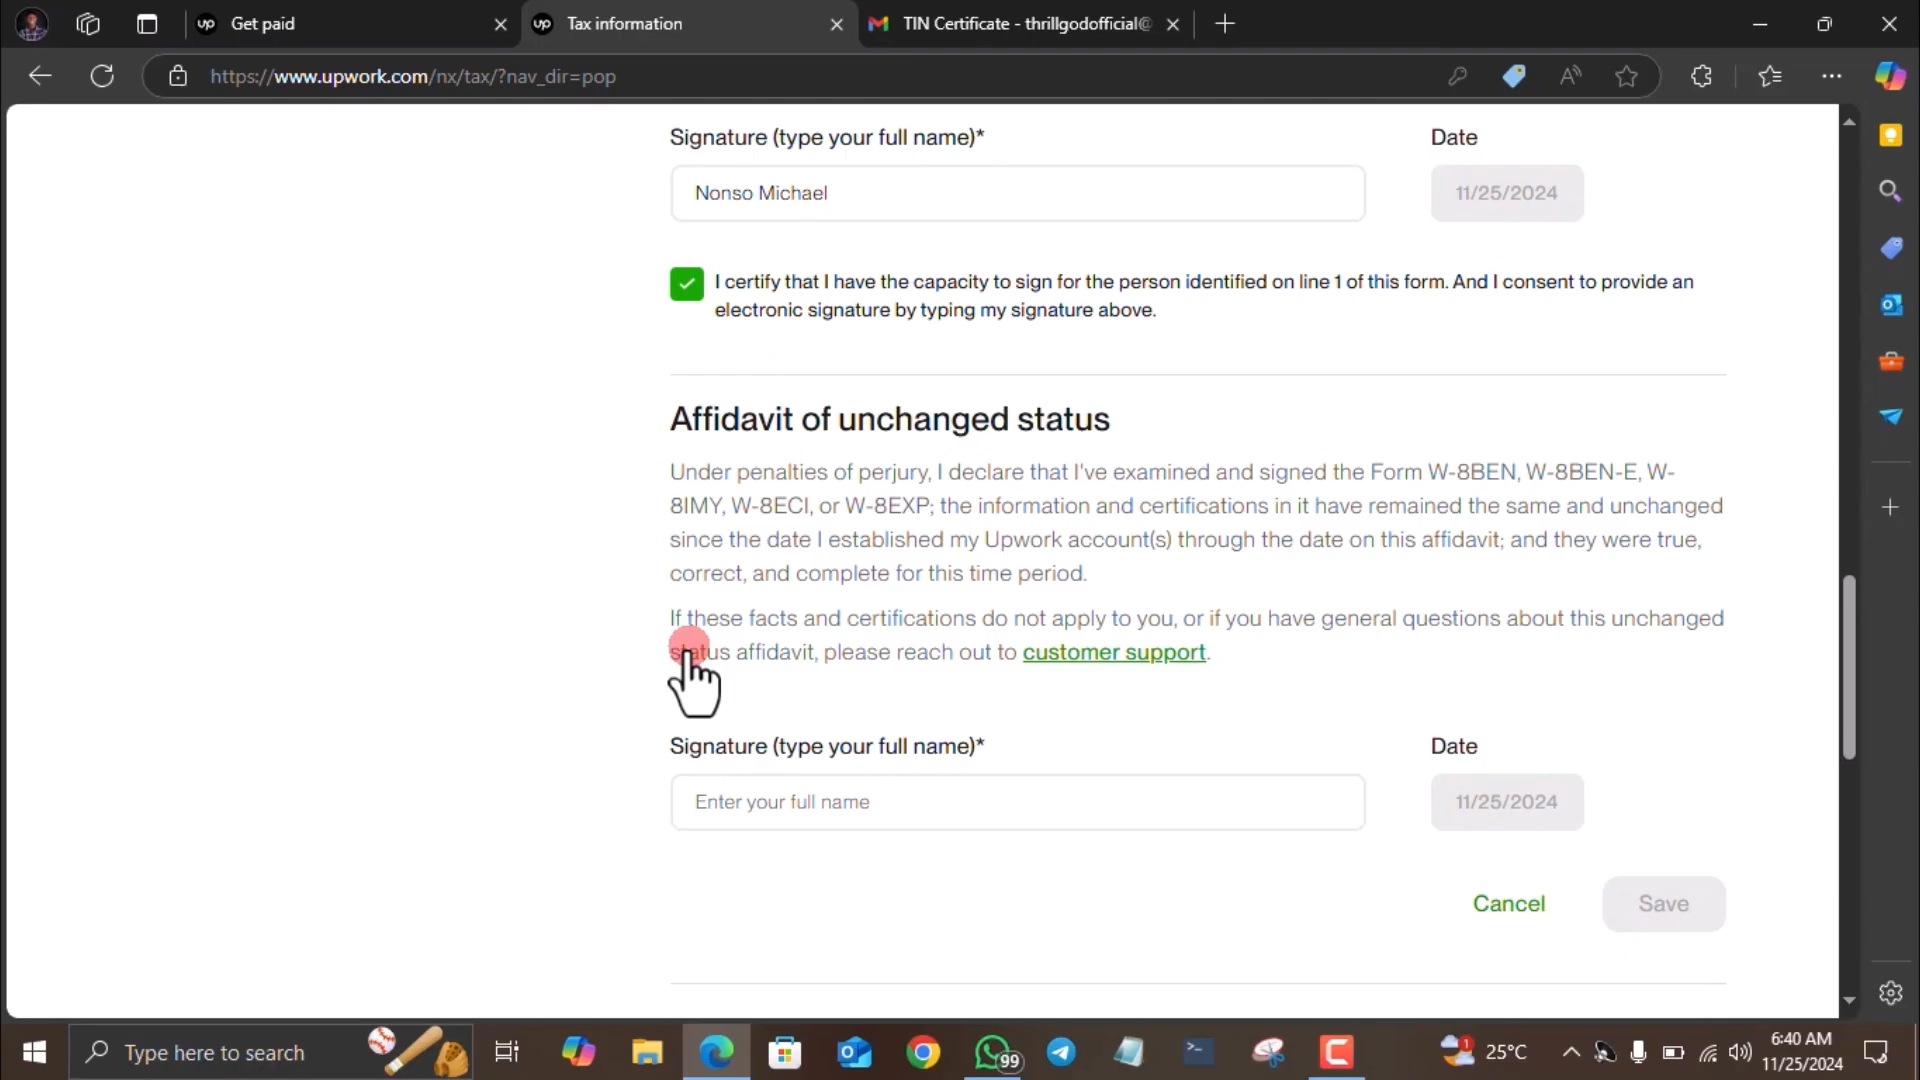 Get paid
Tax information
TIN Certificate - thrillgodofficial@
https://www.upwork.com/nx/tax/?nav_dir=pop
Signature (type your full name)*
Date
Nonso Michael
11/25/2024
I certify that I have the capacity to sign for the person identified on line 1 of this form. And I consent to provide an
electronic signature by typing my signature above.
Affidavit of unchanged status
Under penalties of perjury, I declare that I've examined and signed the Form W-8BEN, W-8BEN-E, W-
8IMY, W-8ECI, or W-8EXP; the information and certifications in it have remained the same and unchanged
since the date I established my Upwork account(s) through the date on this affidavit; and they were true,
correct, and complete for this time period.
If these facts and certifications do not apply to you, or if you have general questions about this unchanged
status affidavit, please reach out to customer support.
Signature (type your full name)*
Date
Enter your full name
11/25/2024
Cancel
Save
Type here to search
99
1
25°C
6:40 AM
11/25/2024